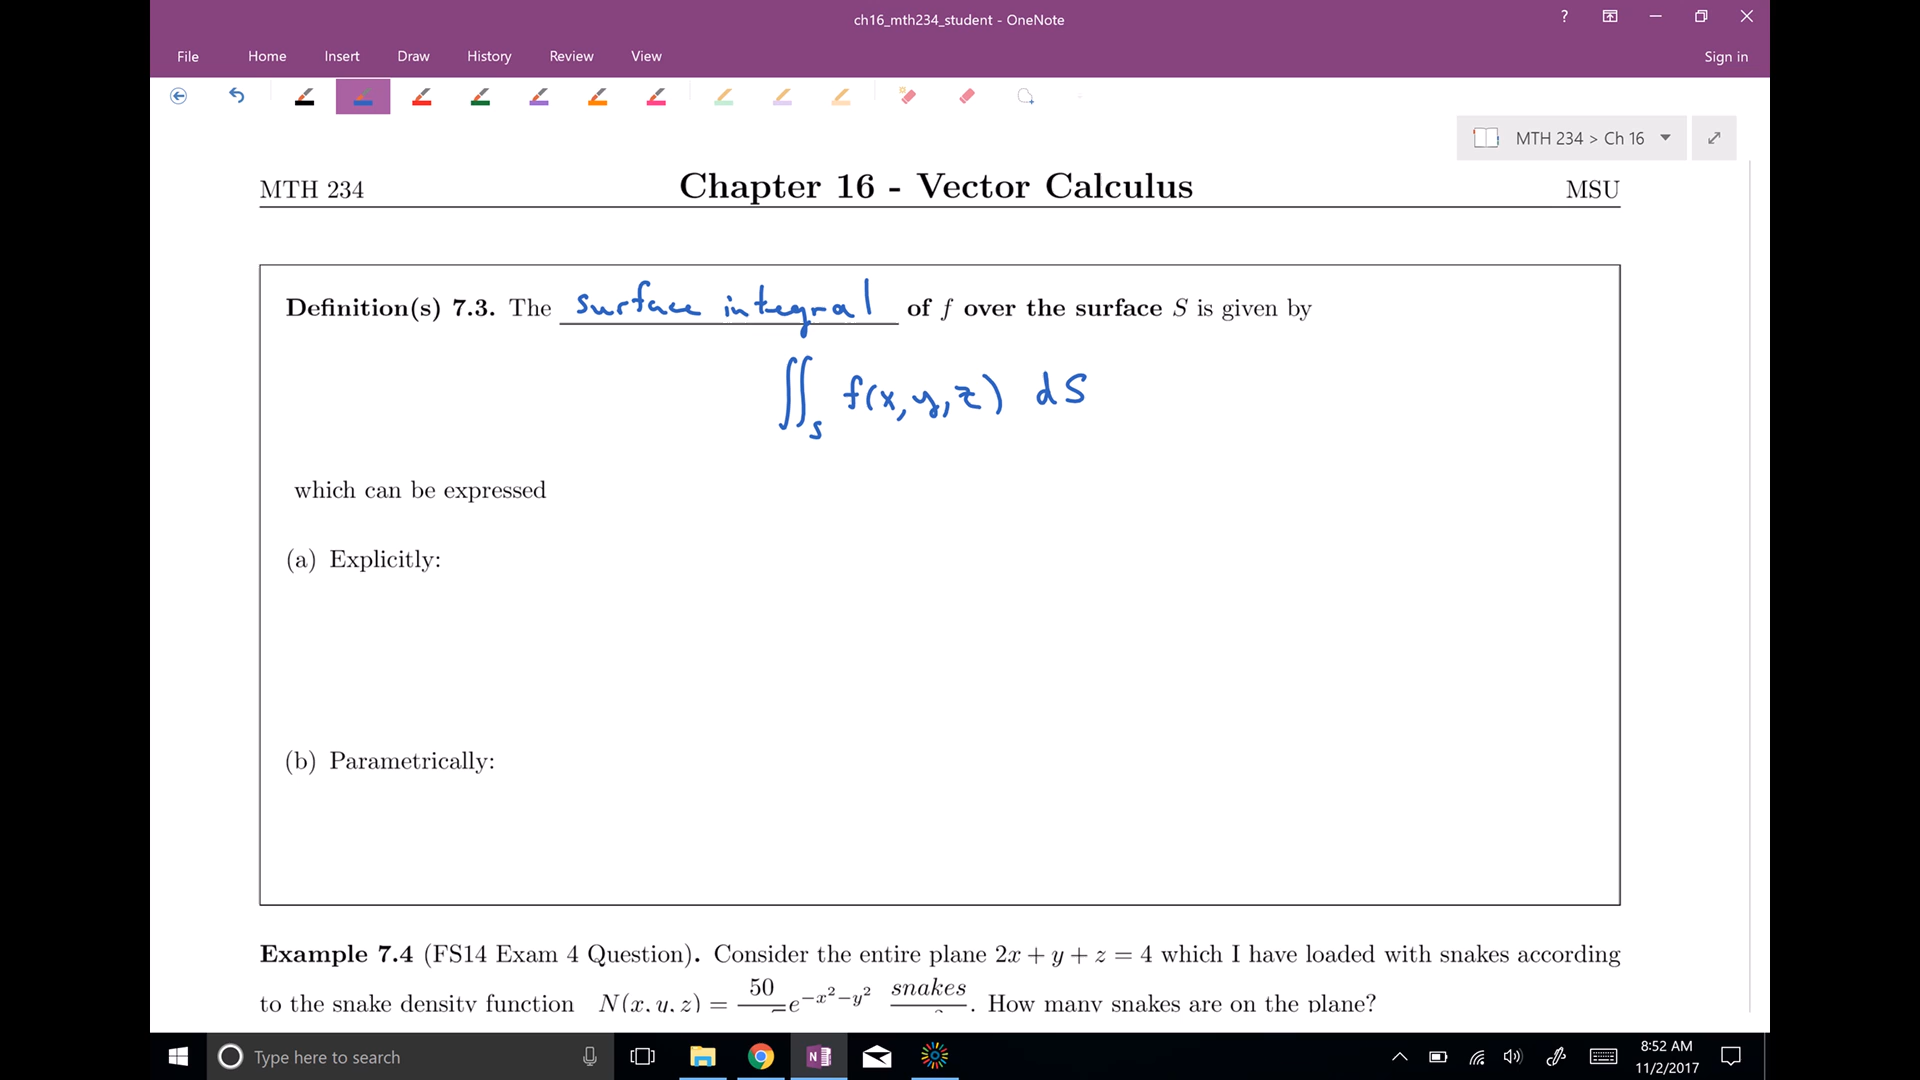 ch16_mth234_student - OneNote
?
File Home Insert Draw History Review View Sign in
MTH 234 > Ch 16
MTH 234 Chapter 16 - Vector Calculus MSU
Definition(s) 7.3. The surface integral of f over the surface S is given by
∬_S f(x,y,z) dS
which can be expressed
(a) Explicitly:
(b) Parametrically:
Example 7.4 (FS14 Exam 4 Question). Consider the entire plane 2x + y + z = 4 which I have loaded with snakes according
to the snake density function N(x, y, z) = 50 e^{−x²−y²} snakes. How many snakes are on the plane?
Type here to search
8:52 AM
11/2/2017